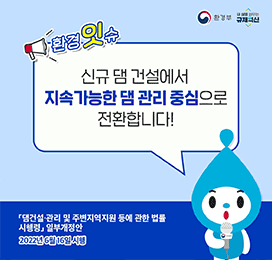 환경부
규제혁신
환경잇슈
신규 댐 건설에서
지속가능한 댐 관리 중심으로
전환합니다!
「댐건설·관리 및 주변지역지원 등에 관한 법률
시행령」 일부개정안
2022년 6월 16일 시행